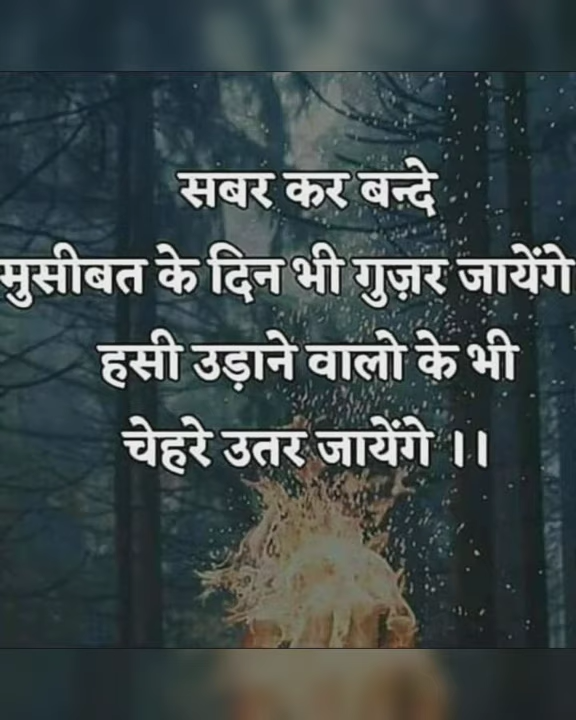 सबर कर बन्दे
मुसीबत के दिन भी गुज़र जायेंगे
हसी उड़ाने वालो के भी
चेहरे उतर जायेंगे ।।